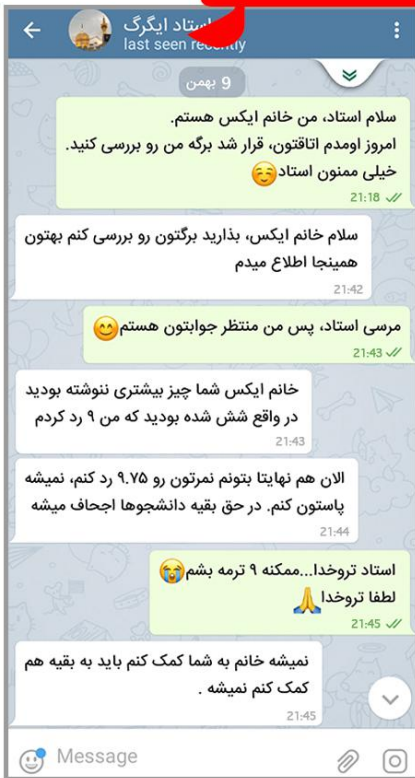 استاد ایگرگ
last seen recently
9 بهمن
سلام استاد، من خانم ایکس هستم.
امروز اومدم اتاقتون، قرار شد برگه من رو بررسی کنید.
خیلی ممنون استاد☺️
21:18
سلام خانم ایکس، بذارید برگتون رو بررسی کنم بهتون
همینجا اطلاع میدم
21:42
مرسی استاد، پس من منتظر جوابتون هستم😊
21:43
خانم ایکس شما چیز بیشتری ننوشته بودید
در واقع شش شده بودید که من ۹ رد کردم
21:43
الان هم نهایتا بتونم نمرتون رو ۹.۷۵ رد کنم، نمیشه
پاستون کنم. در حق بقیه دانشجوها اجحاف میشه
21:44
استاد تروخدا...ممکنه ۹ ترمه بشم😭
لطفا تروخدا🙏
21:45
نمیشه خانم به شما کمک کنم باید به بقیه هم
کمک کنم نمیشه .
21:45
Message